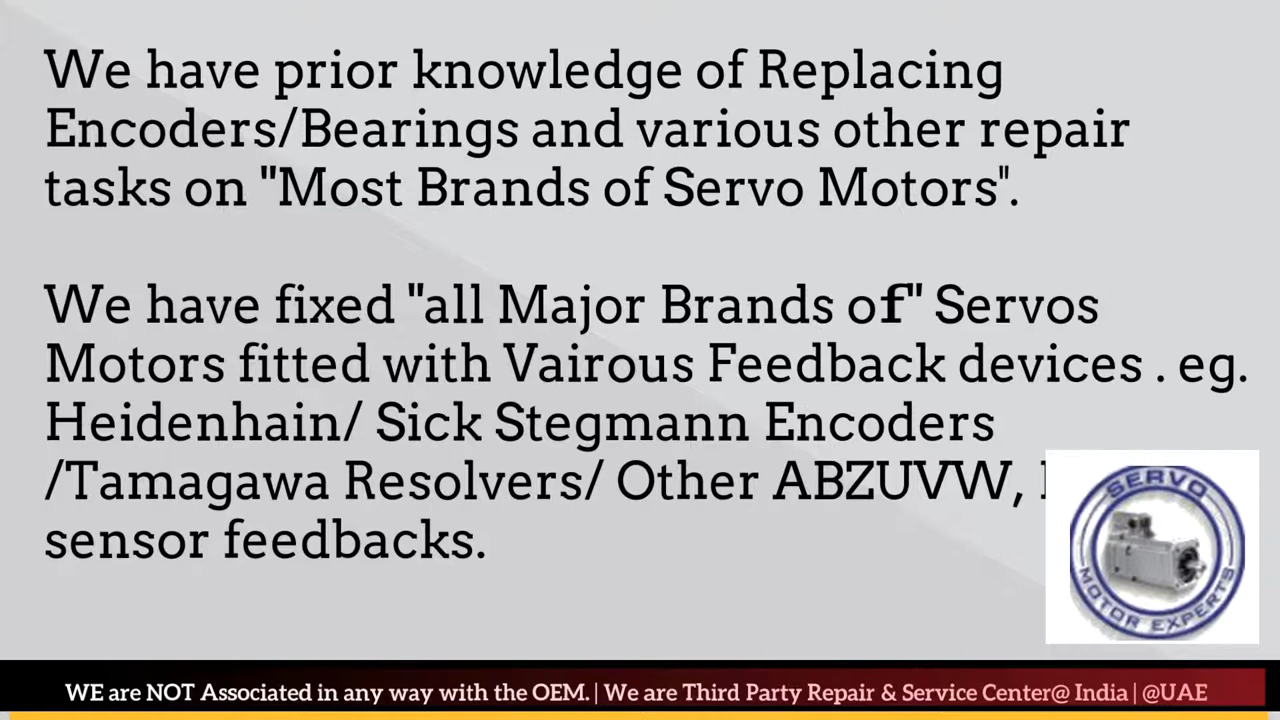 We have prior knowledge of Replacing
Encoders/Bearings and various other repair
tasks on "Most Brands of Servo Motors".
We have fixed "all Major Brands of" Servos
Motors fitted with Vairous Feedback devices . eg.
Heidenhain/ Sick Stegmann Encoders
/Tamagawa Resolvers/ Other ABZUVW,
sensor feedbacks.
SERVO
MOTOR EXPERTS
WE are NOT Associated in any way with the OEM. | We are Third Party Repair & Service Center@ India | @UAE